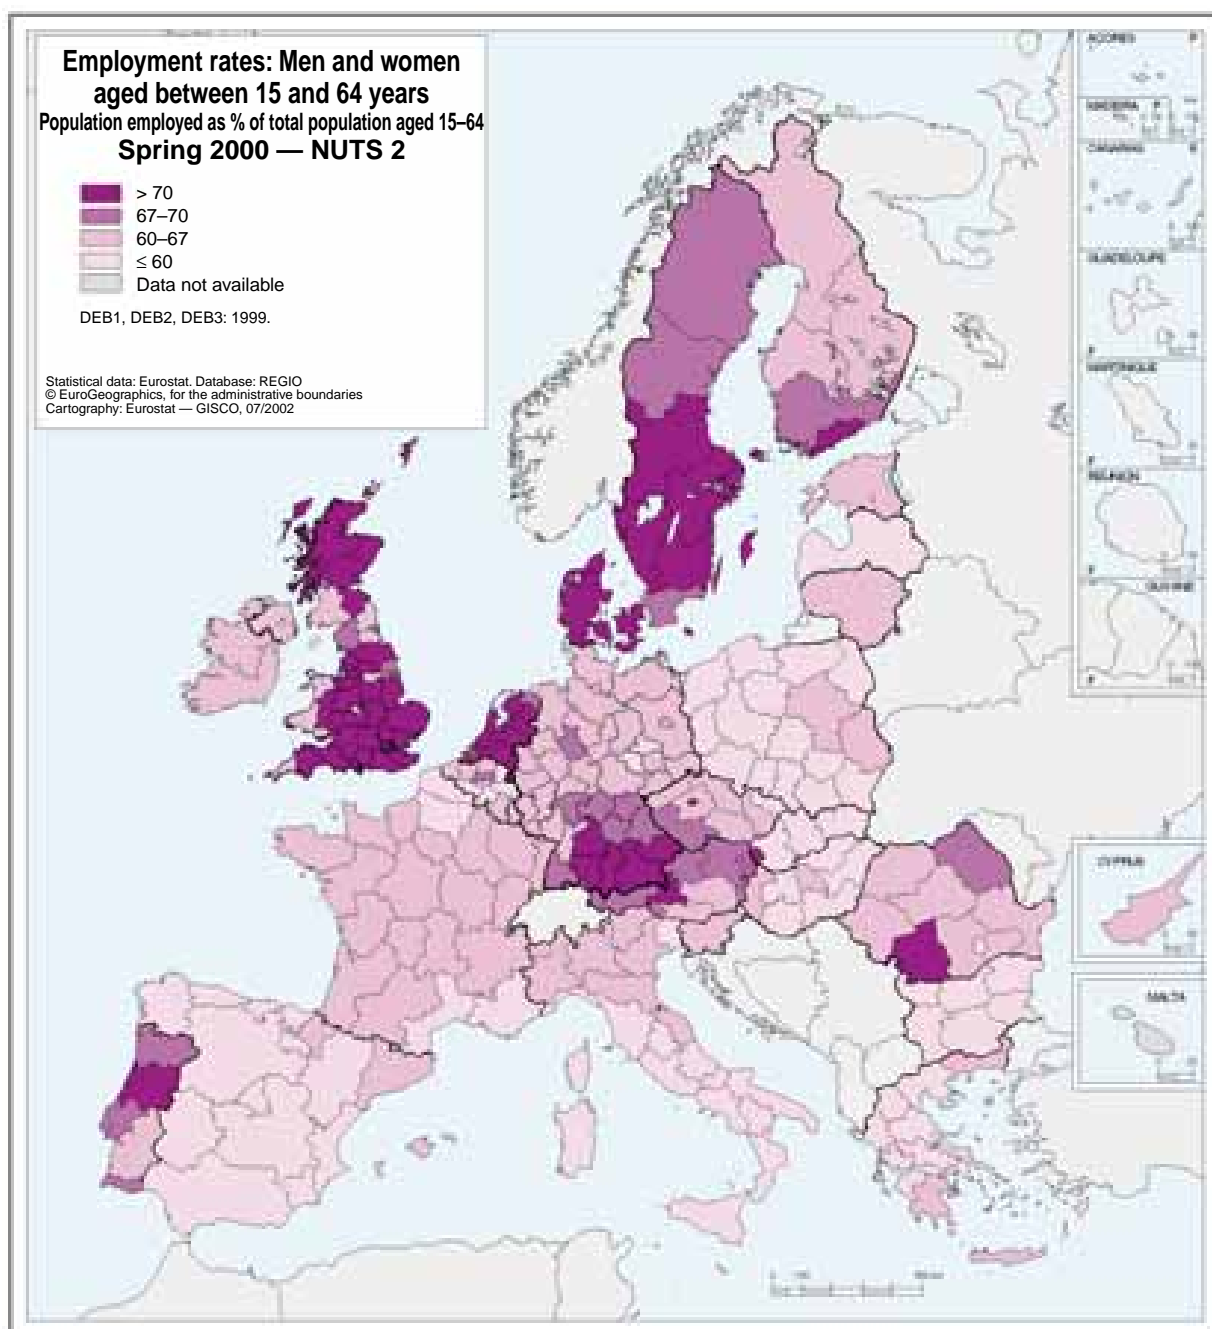 Employment rates: Men and women
aged between 15 and 64 years
Population employed as % of total population aged 15–64
Spring 2000 — NUTS 2
> 70
67–70
60–67
≤ 60
Data not available
DEB1, DEB2, DEB3: 1999.
Statistical data: Eurostat. Database: REGIO
© EuroGeographics, for the administrative boundaries
Cartography: Eurostat — GISCO, 07/2002
AÇORES P
MADEIRA P
CANARIAS E
GUADELOUPE
F
MARTINIQUE
F
REUNION
F
GUYANE
F
CYPRUS
MALTA